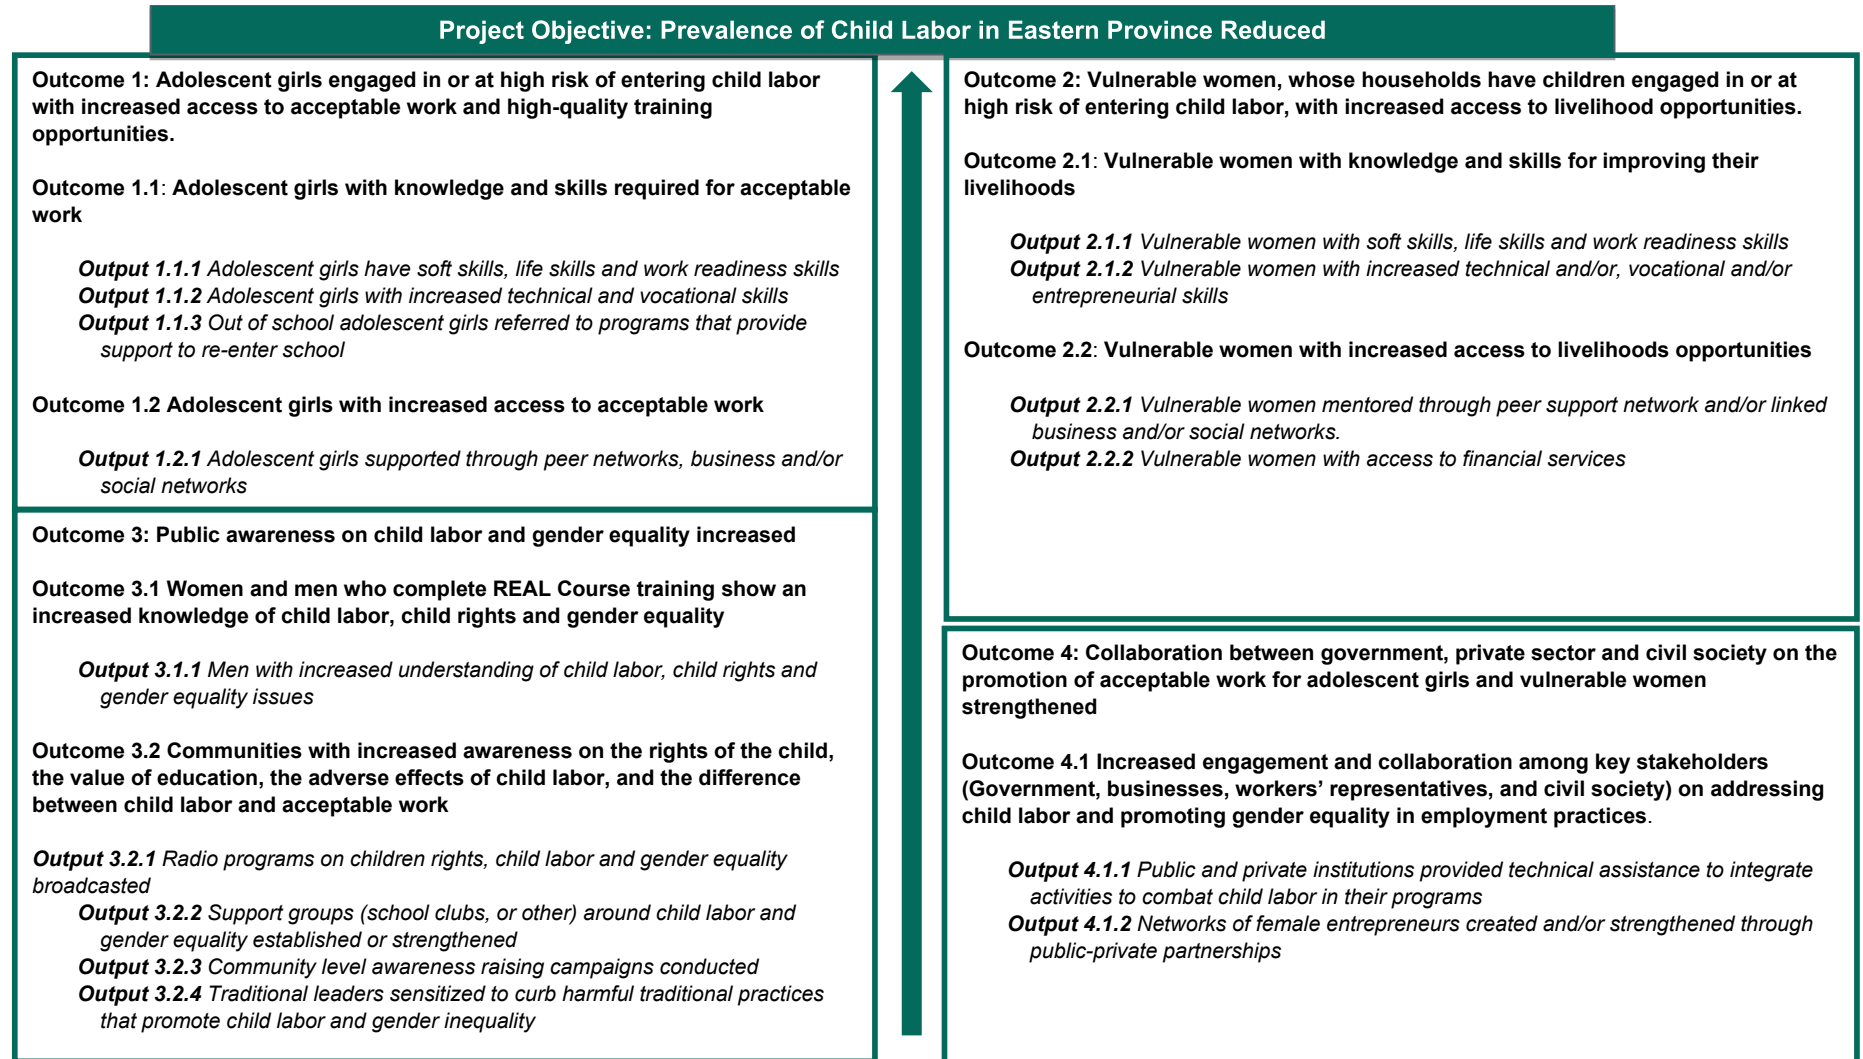 Project Objective: Prevalence of Child Labor in Eastern Province Reduced
Outcome 1: Adolescent girls engaged in or at high risk of entering child labor
with increased access to acceptable work and high-quality training
opportunities.
Outcome 1.1: Adolescent girls with knowledge and skills required for acceptable
work
Output 1.1.1 Adolescent girls have soft skills, life skills and work readiness skills
Output 1.1.2 Adolescent girls with increased technical and vocational skills
Output 1.1.3 Out of school adolescent girls referred to programs that provide
support to re-enter school
Outcome 1.2 Adolescent girls with increased access to acceptable work
Output 1.2.1 Adolescent girls supported through peer networks, business and/or
social networks
Outcome 2: Vulnerable women, whose households have children engaged in or at
high risk of entering child labor, with increased access to livelihood opportunities.
Outcome 2.1: Vulnerable women with knowledge and skills for improving their
livelihoods
Output 2.1.1 Vulnerable women with soft skills, life skills and work readiness skills
Output 2.1.2 Vulnerable women with increased technical and/or, vocational and/or
entrepreneurial skills
Outcome 2.2: Vulnerable women with increased access to livelihoods opportunities
Output 2.2.1 Vulnerable women mentored through peer support network and/or linked
business and/or social networks.
Output 2.2.2 Vulnerable women with access to financial services
Outcome 3: Public awareness on child labor and gender equality increased
Outcome 3.1 Women and men who complete REAL Course training show an
increased knowledge of child labor, child rights and gender equality
Output 3.1.1 Men with increased understanding of child labor, child rights and
gender equality issues
Outcome 3.2 Communities with increased awareness on the rights of the child,
the value of education, the adverse effects of child labor, and the difference
between child labor and acceptable work
Output 3.2.1 Radio programs on children rights, child labor and gender equality
broadcasted
Output 3.2.2 Support groups (school clubs, or other) around child labor and
gender equality established or strengthened
Output 3.2.3 Community level awareness raising campaigns conducted
Output 3.2.4 Traditional leaders sensitized to curb harmful traditional practices
that promote child labor and gender inequality
Outcome 4: Collaboration between government, private sector and civil society on the
promotion of acceptable work for adolescent girls and vulnerable women
strengthened
Outcome 4.1 Increased engagement and collaboration among key stakeholders
(Government, businesses, workers’ representatives, and civil society) on addressing
child labor and promoting gender equality in employment practices.
Output 4.1.1 Public and private institutions provided technical assistance to integrate
activities to combat child labor in their programs
Output 4.1.2 Networks of female entrepreneurs created and/or strengthened through
public-private partnerships